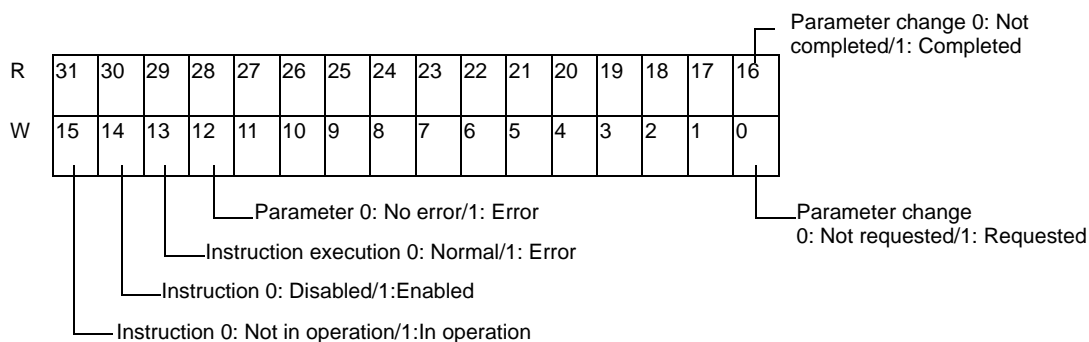 Parameter change 0: Not
completed/1: Completed
R 31 30 29 28 27 26 25 24 23 22 21 20 19 18 17 16
W 15 14 13 12 11 10 9 8 7 6 5 4 3 2 1 0
Parameter 0: No error/1: Error
Parameter change
0: Not requested/1: Requested
Instruction execution 0: Normal/1: Error
Instruction 0: Disabled/1:Enabled
Instruction 0: Not in operation/1:In operation